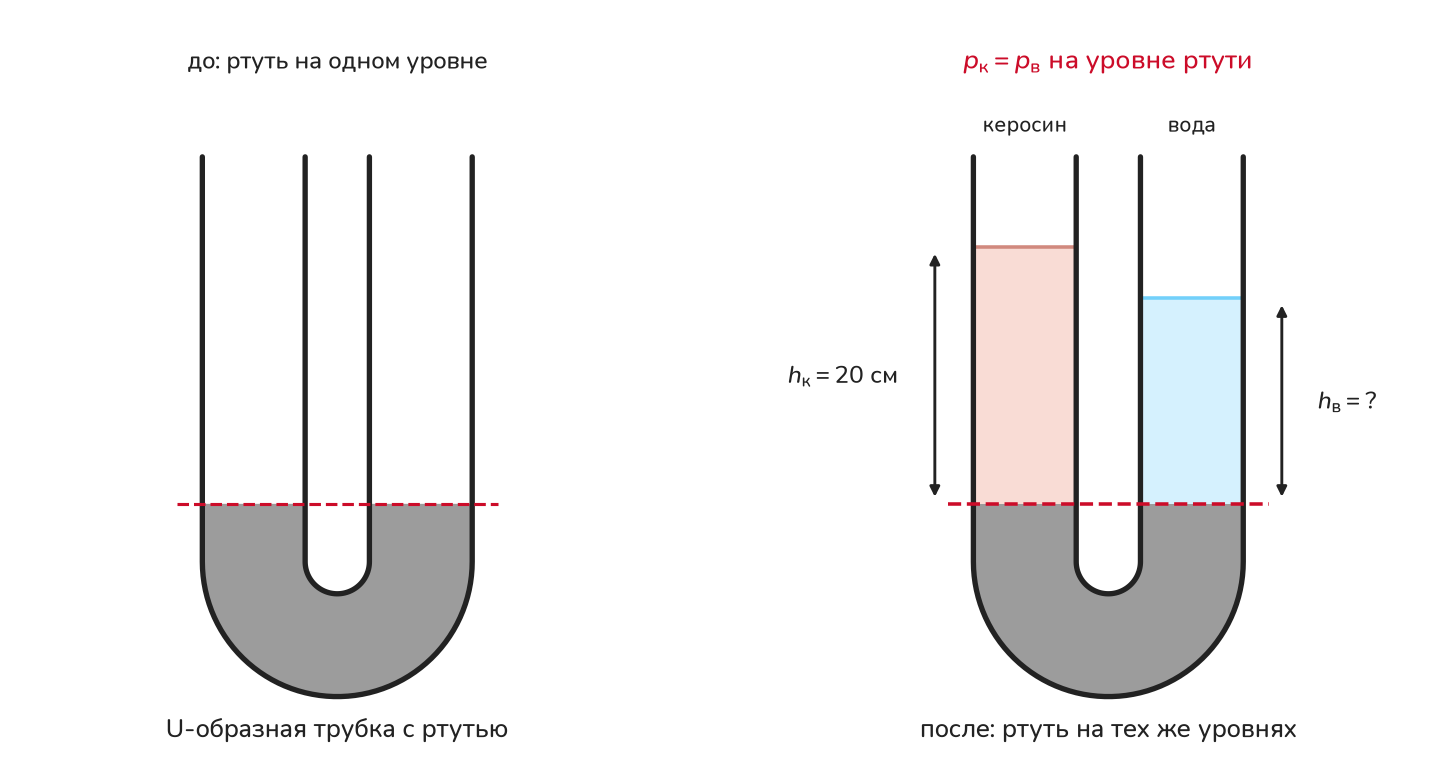 до: ртуть на одном уровне
pк = pв на уровне ртути
керосин
вода
hк = 20 см
hв = ?
U-образная трубка с ртутью
после: ртуть на тех же уровнях